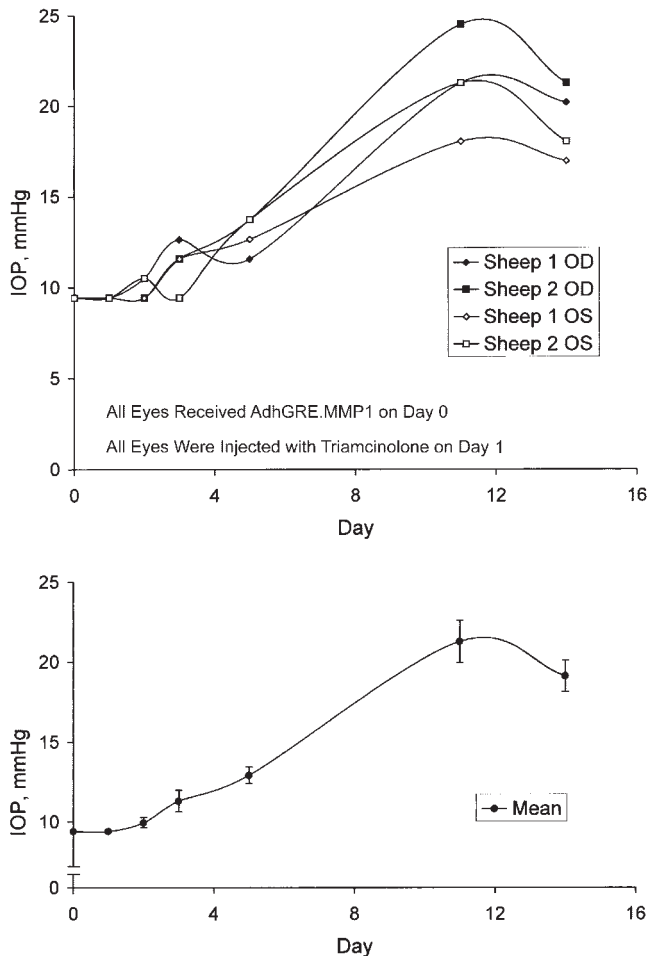 25
20
15
10
5
0
IOP, mmHg
Sheep 1 OD
Sheep 2 OD
Sheep 1 OS
Sheep 2 OS
All Eyes Received AdhGRE.MMP1 on Day 0
All Eyes Were Injected with Triamcinolone on Day 1
0 4 8 12 16
Day
25
20
15
10
0
IOP, mmHg
Mean
0 4 8 12 16
Day